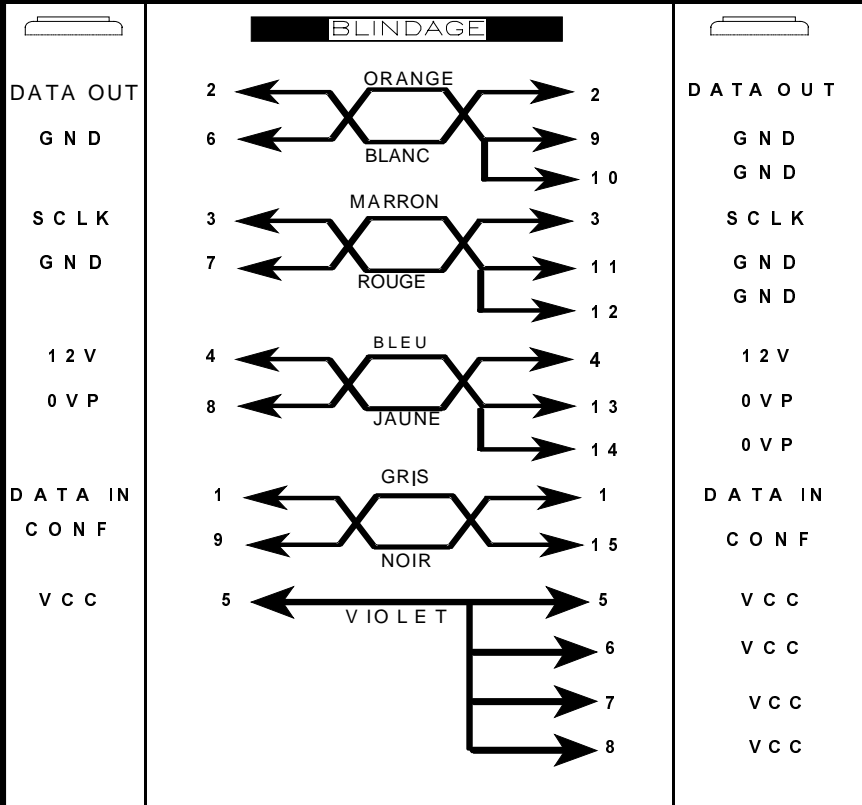 BLINDAGE
ORANGE
DATA OUT 2 2 DATA OUT
GND 6 9 GND
BLANC
10 GND
MARRON
SCLK 3 3 SCLK
GND 7 11 GND
ROUGE
12 GND
BLEU
12V 4 4 12V
0VP 8 13 0VP
JAUNE
14 0VP
GRIS
DATA IN 1 1 DATA IN
CONF 9 15 CONF
NOIR
VCC 5 5 VCC
VIOLET
6 VCC
7 VCC
8 VCC